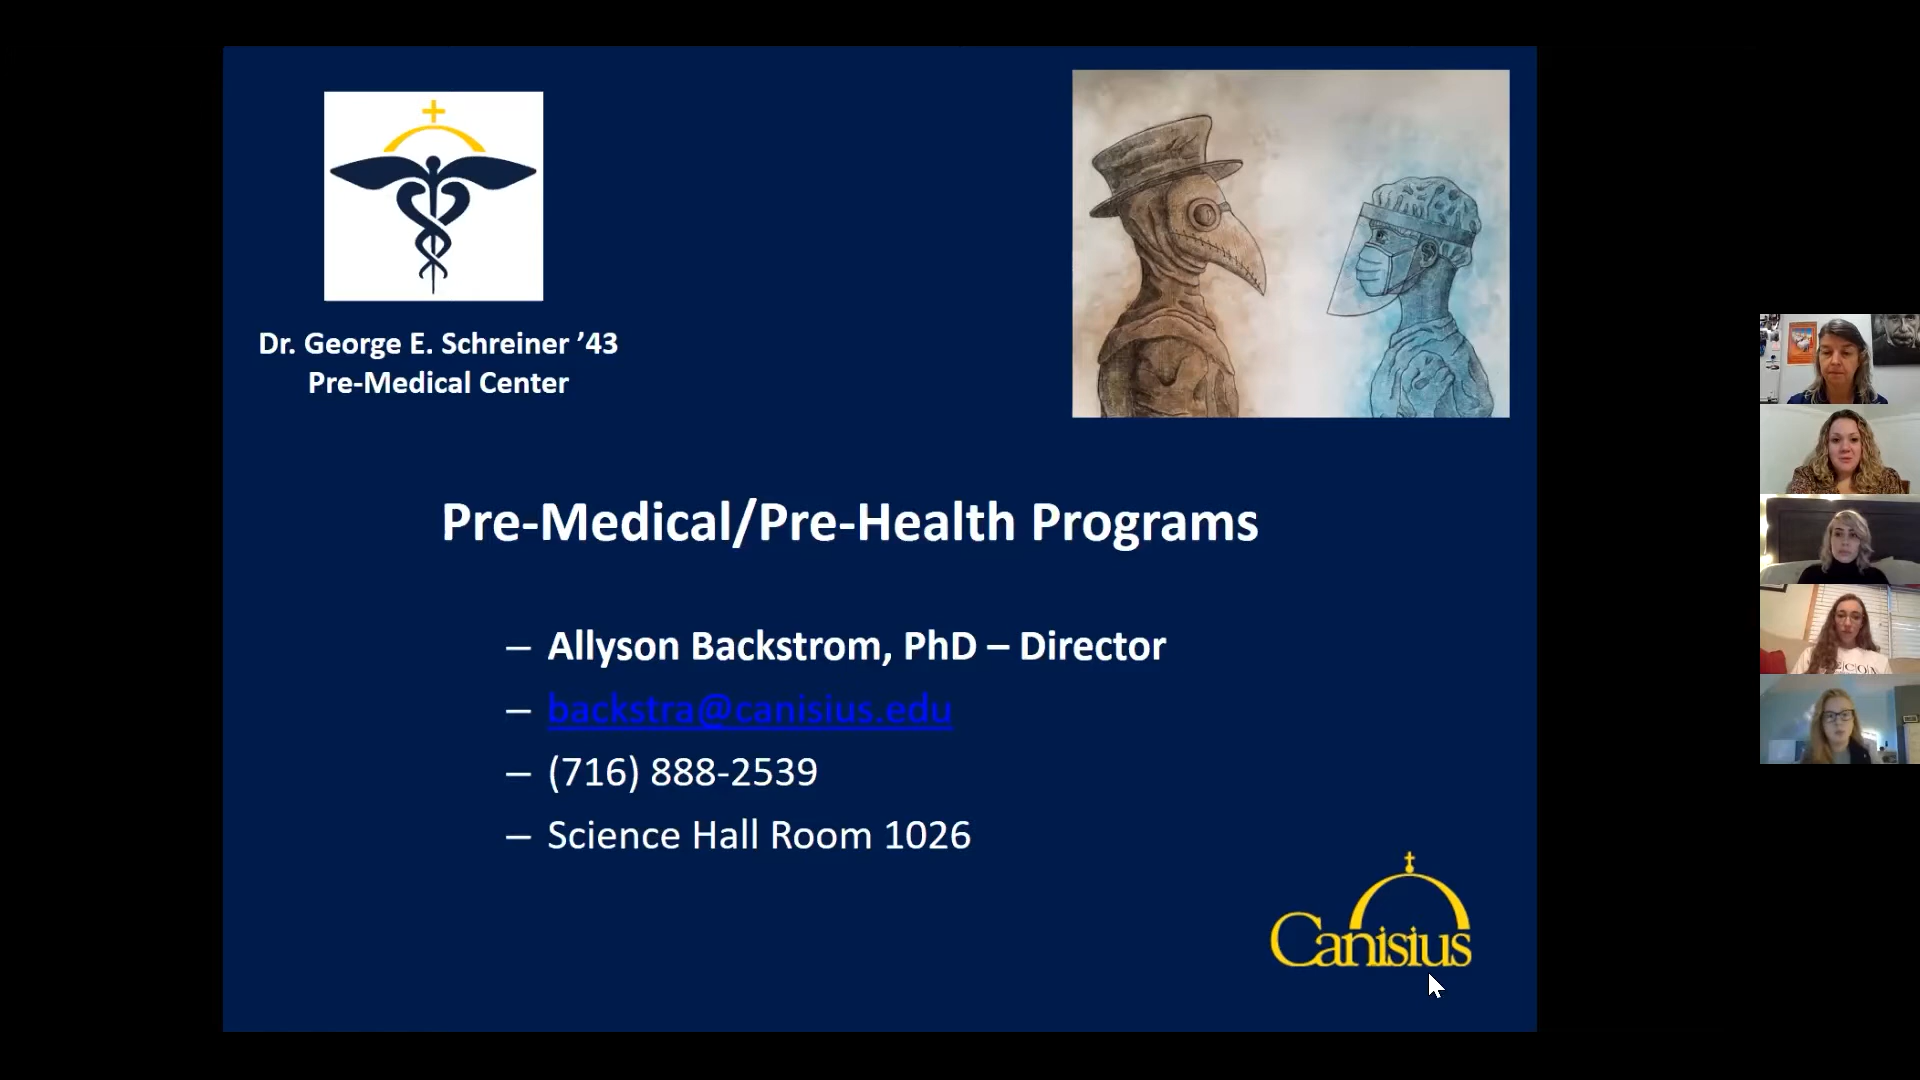 Dr. George E. Schreiner ’43
Pre-Medical Center
Pre-Medical/Pre-Health Programs
– Allyson Backstrom, PhD – Director
– backstra@canisius.edu
– (716) 888-2539
– Science Hall Room 1026
Canisius